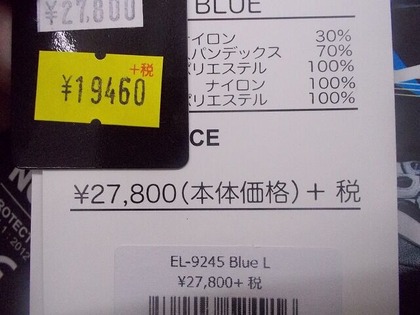 ¥27,800
BLUE
+税
¥19460
ナイロン 30%
パンデックス 70%
ポリエステル 100%
ナイロン 100%
ポリエステル 100%
CE
¥27,800(本体価格)+ 税
ROTECT
2012
EL-9245 Blue L
¥27,800+ 税